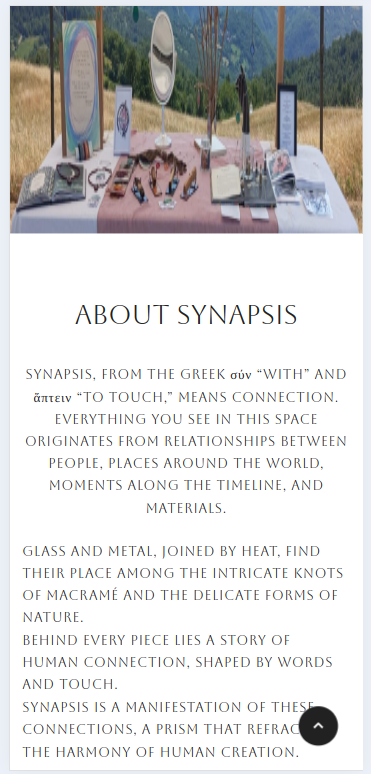 ABOUT SYNAPSIS
SYNAPSIS, FROM THE GREEK σύν “WITH” AND
ἅπτειν “TO TOUCH,” MEANS CONNECTION.
EVERYTHING YOU SEE IN THIS SPACE
ORIGINATES FROM RELATIONSHIPS BETWEEN
PEOPLE, PLACES AROUND THE WORLD,
MOMENTS ALONG THE TIMELINE, AND
MATERIALS.
GLASS AND METAL, JOINED BY HEAT, FIND
THEIR PLACE AMONG THE INTRICATE KNOTS
OF MACRAMÉ AND THE DELICATE FORMS OF
NATURE.
BEHIND EVERY PIECE LIES A STORY OF
HUMAN CONNECTION, SHAPED BY WORDS
AND TOUCH.
SYNAPSIS IS A MANIFESTATION OF THESE
CONNECTIONS, A PRISM THAT
THE HARMONY OF HUMAN CREATION.